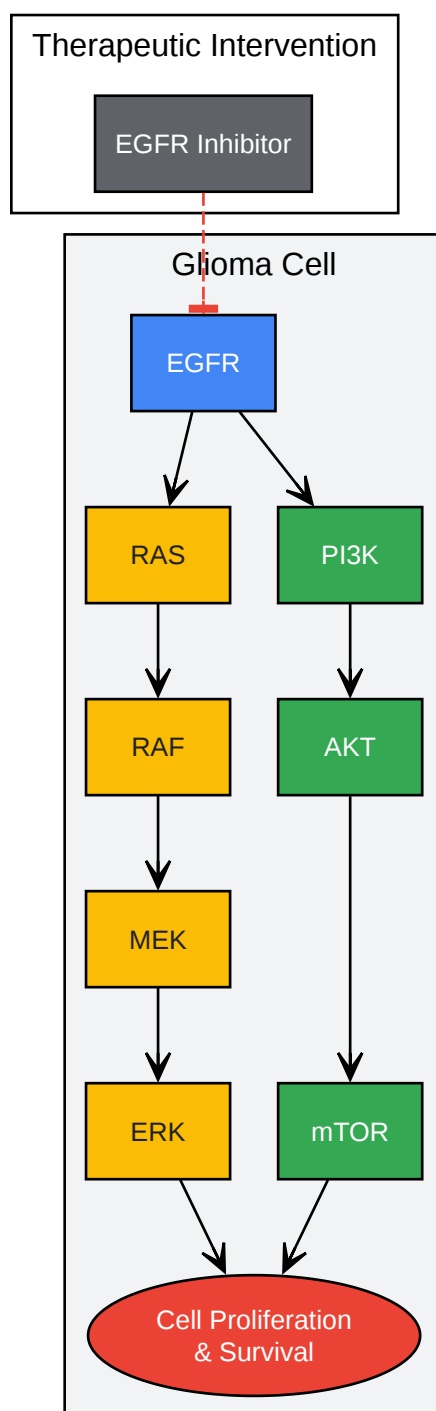 Therapeutic Intervention
EGFR Inhibitor
Glioma Cell
EGFR
RAS
PI3K
RAF
AKT
MEK
ERK
mTOR
Cell Proliferation
& Survival